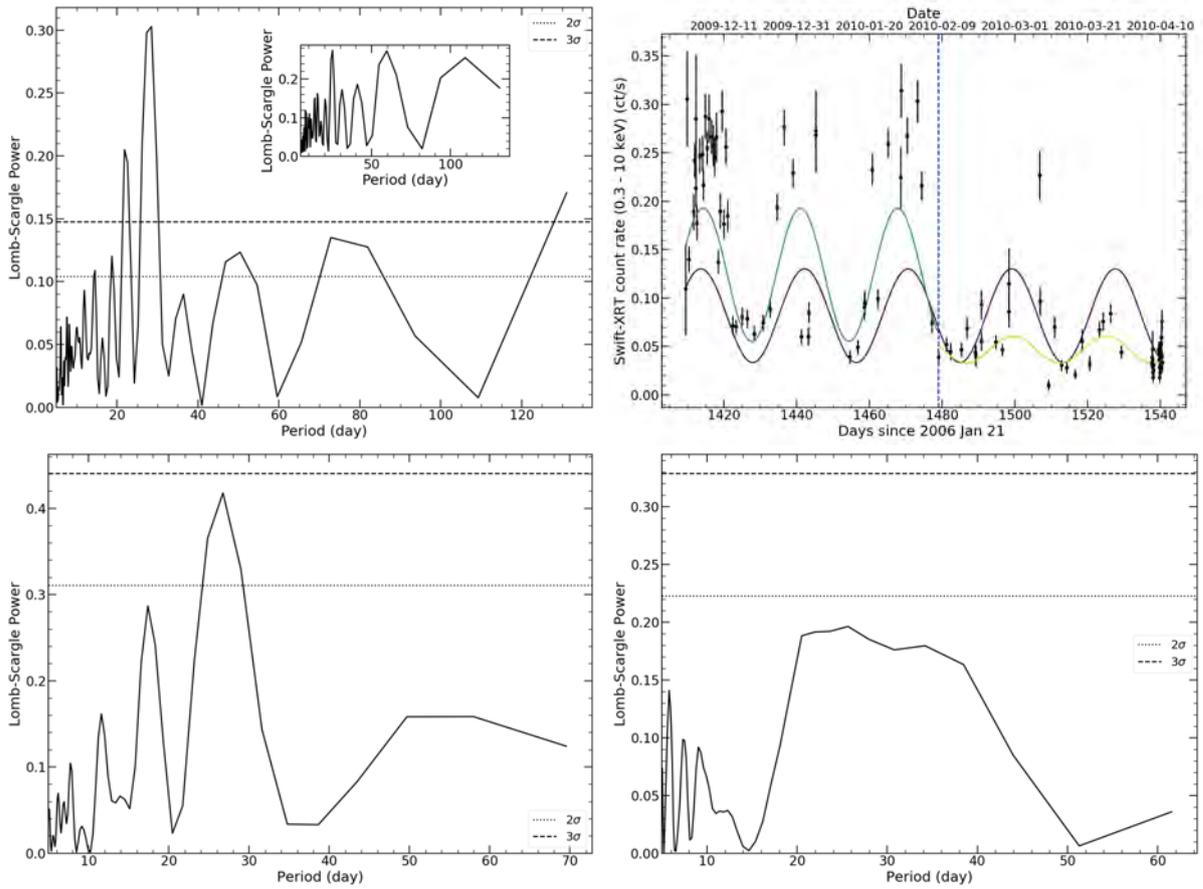 0.30
0.25
0.20
0.15
0.10
0.05
0.00
Lomb-Scargle Power
20 40 60 80 100 120
Period (day)
2σ
3σ
0.2
0.1
0.0
Lomb-Scargle Power
50 100
Period (day)
Date
2009-12-11 2009-12-31 2010-01-20 2010-02-09 2010-03-01 2010-03-21 2010-04-10
0.35
0.30
0.25
0.20
0.15
0.10
0.05
0.00
Swift-XRT count rate (0.3 - 10 keV) (ct/s)
1420 1440 1460 1480 1500 1520 1540
Days since 2006 Jan 21
0.4
0.3
0.2
0.1
0.0
Lomb-Scargle Power
10 20 30 40 50 60 70
Period (day)
2σ
3σ
0.30
0.25
0.20
0.15
0.10
0.05
0.00
Lomb-Scargle Power
10 20 30 40 50 60
Period (day)
2σ
3σ